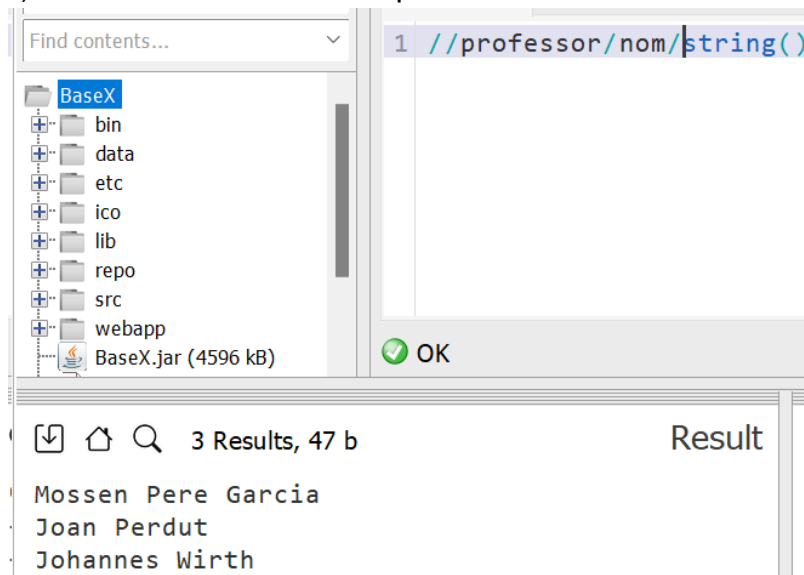 Find contents...
1 //professor/nom/string()
BaseX
bin
data
etc
ico
lib
repo
src
webapp
BaseX.jar (4596 kB)
OK
3 Results, 47 b
Result
Mossen Pere Garcia
Joan Perdut
Johannes Wirth